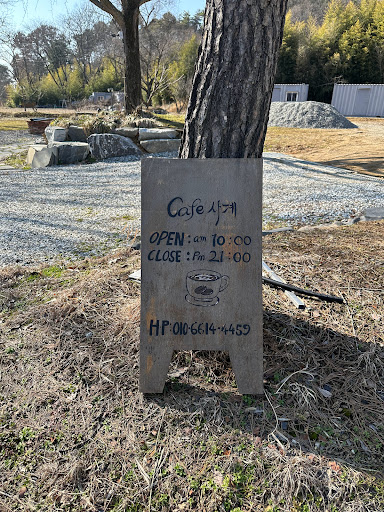 Cafe 사계
OPEN : am 10:00
CLOSE : Pm 21:00
HP:010-6614-4459